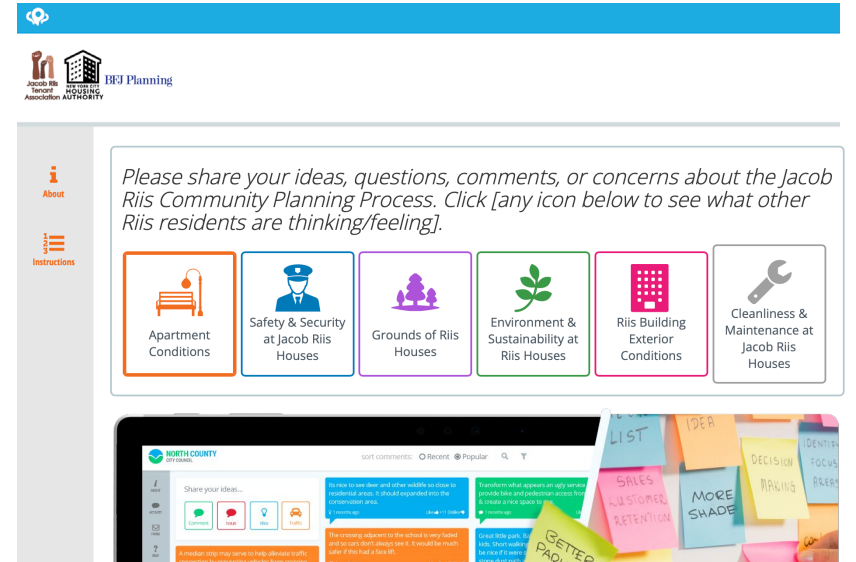 Jacob Riis
Tenant
Association
NEW YORK CITY
HOUSING
AUTHORITY
BFJ Planning
About
1
2
3
Instructions
Please share your ideas, questions, comments, or concerns about the Jacob
Riis Community Planning Process. Click [any icon below to see what other
Riis residents are thinking/feeling].
Apartment
Conditions
Safety & Security
at Jacob Riis
Houses
Grounds of Riis
Houses
Environment &
Sustainability at
Riis Houses
Riis Building
Exterior
Conditions
Cleanliness &
Maintenance at
Jacob Riis
Houses
NORTH COUNTY
CITY COUNCIL
sort comments: Recent Popular
Share your ideas...
Comment
Idea
Traffic
Its nice to see deer and other wildlife so close to
residential areas. It should expanded into the
conservation area.
Transform what appears an ugly service
provide bike and pedestrian access from
& create a nice space to
The crossing adjacent to the school is very faded
and so cars don't always see it. It would be much
safer if this had a face lift.
Great little park.
kids. Short walking
be nice if it were
A median strip may serve to help alleviate traffic
LIST
IDEA
DECISION
MAKING
FOCUS
AREAS
SALES
CUSTOMER
RETENTION
MORE
SHADE
BETTER